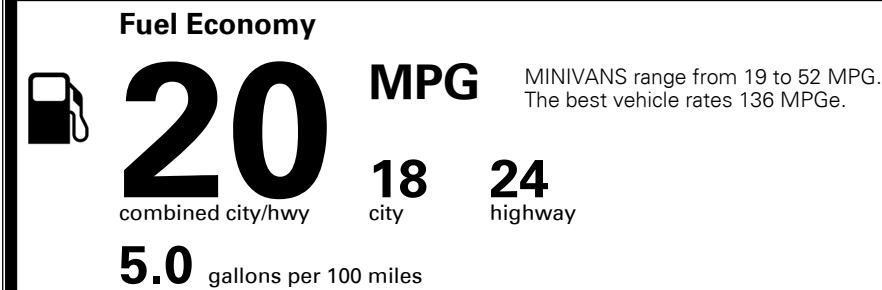 Fuel Economy
20 MPG
MINIVANS range from 19 to 52 MPG.
The best vehicle rates 136 MPGe.
combined city/hwy
18
city
24
highway
5.0 gallons per 100 miles